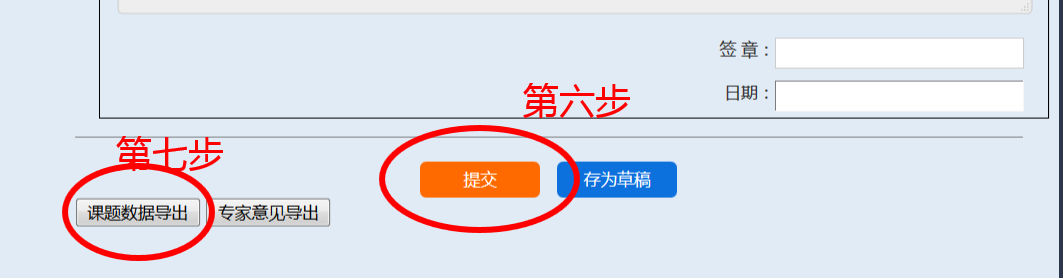 签 章：
日期：
第六步
第七步
提交 存为草稿
课题数据导出 专家意见导出